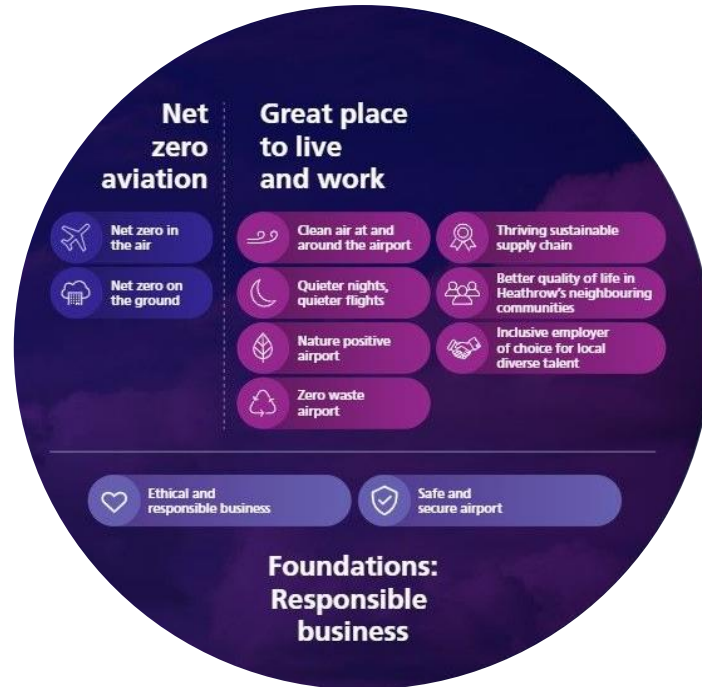 Net
zero
aviation
Net zero in
the air
Net zero on
the ground
Great place
to live
and work
Clean air at and
around the airport
Quieter nights,
quieter flights
Nature positive
airport
Zero waste
airport
Thriving sustainable
supply chain
Better quality of life in
Heathrow's neighbouring
communities
Inclusive employer
of choice for local
diverse talent
Ethical and
responsible business
Safe and
secure airport
Foundations:
Responsible
business